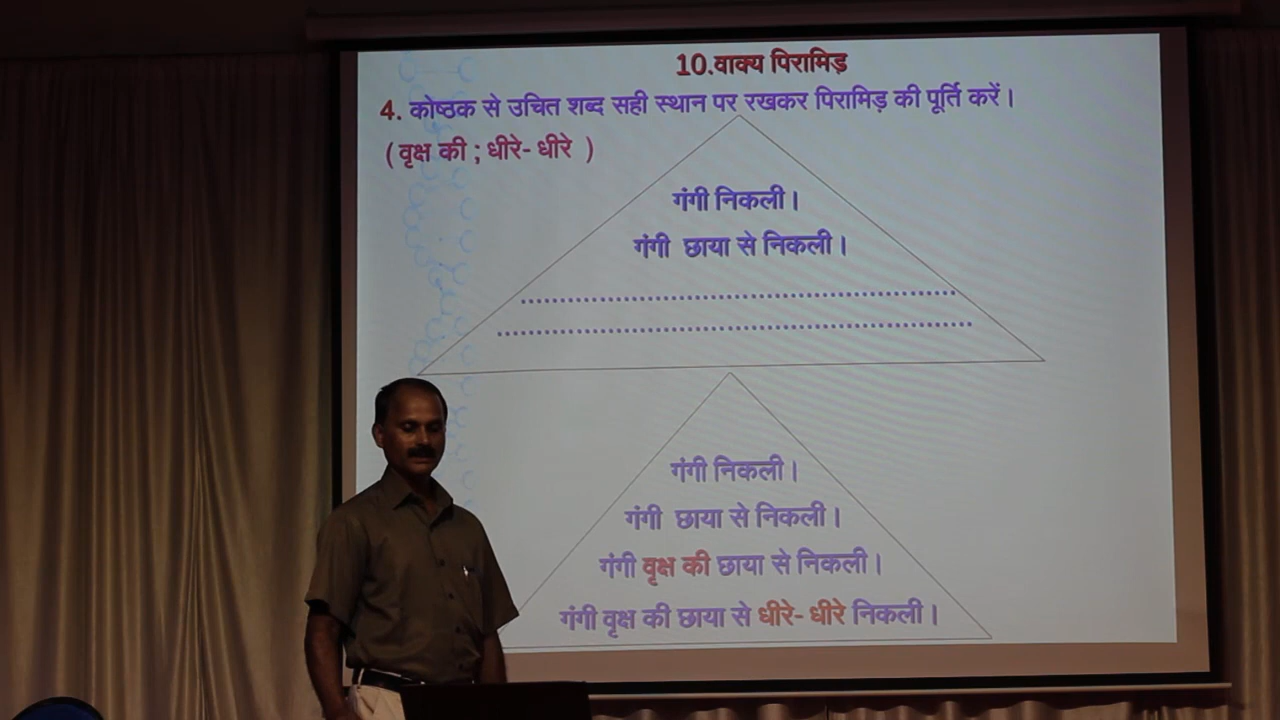 10.वाक्य पिरामिड़
4. कोष्ठक से उचित शब्द सही स्थान पर रखकर पिरामिड़ की पूर्ति करें।
( वृक्ष की ; धीरे- धीरे )
गंगी निकली।
गंगी छाया से निकली।
................................................................
......................................................................
गंगी निकली।
गंगी छाया से निकली।
गंगी वृक्ष की छाया से निकली।
गंगी वृक्ष की छाया से धीरे- धीरे निकली।